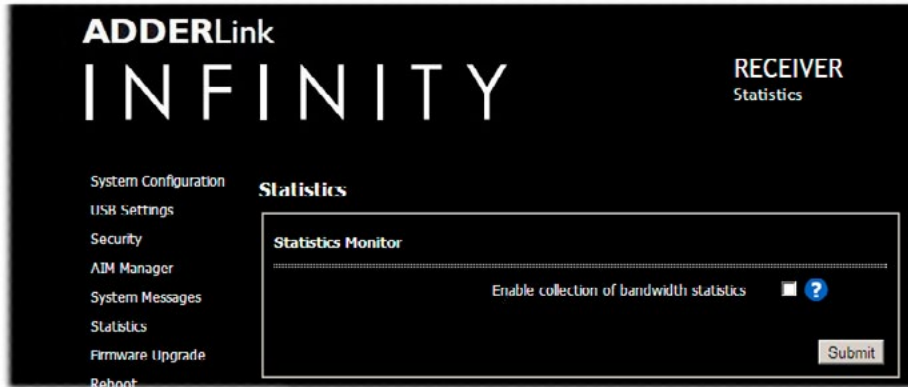 ADDERLink
INFINITY
RECEIVER
Statistics
System Configuration
USB Settings
Security
AIM Manager
System Messages
Statistics
Firmware Upgrade
Reboot
Statistics
Statistics Monitor
Enable collection of bandwidth statistics ?
Submit